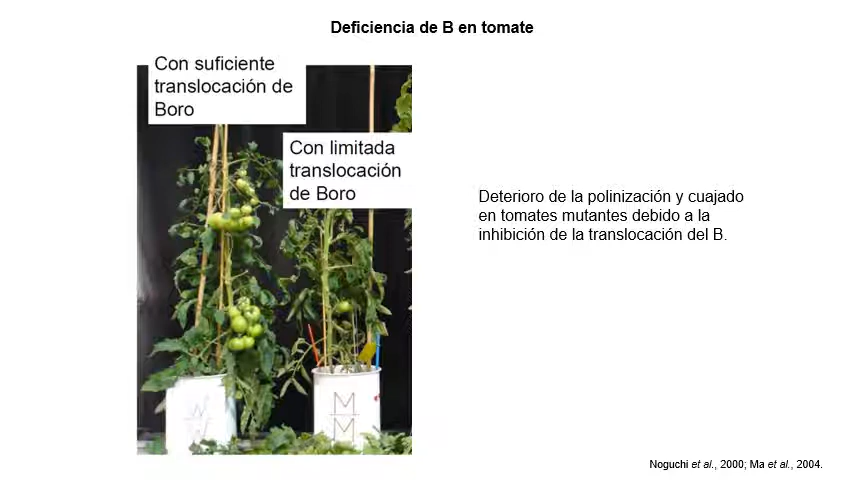 Deficiencia de B en tomate
Con suficiente
translocación de
Boro
Con limitada
translocación
de Boro
Deterioro de la polinización y cuajado
en tomates mutantes debido a la
inhibición de la translocación del B.
W
W
M
M
Noguchi et al., 2000; Ma et al., 2004.